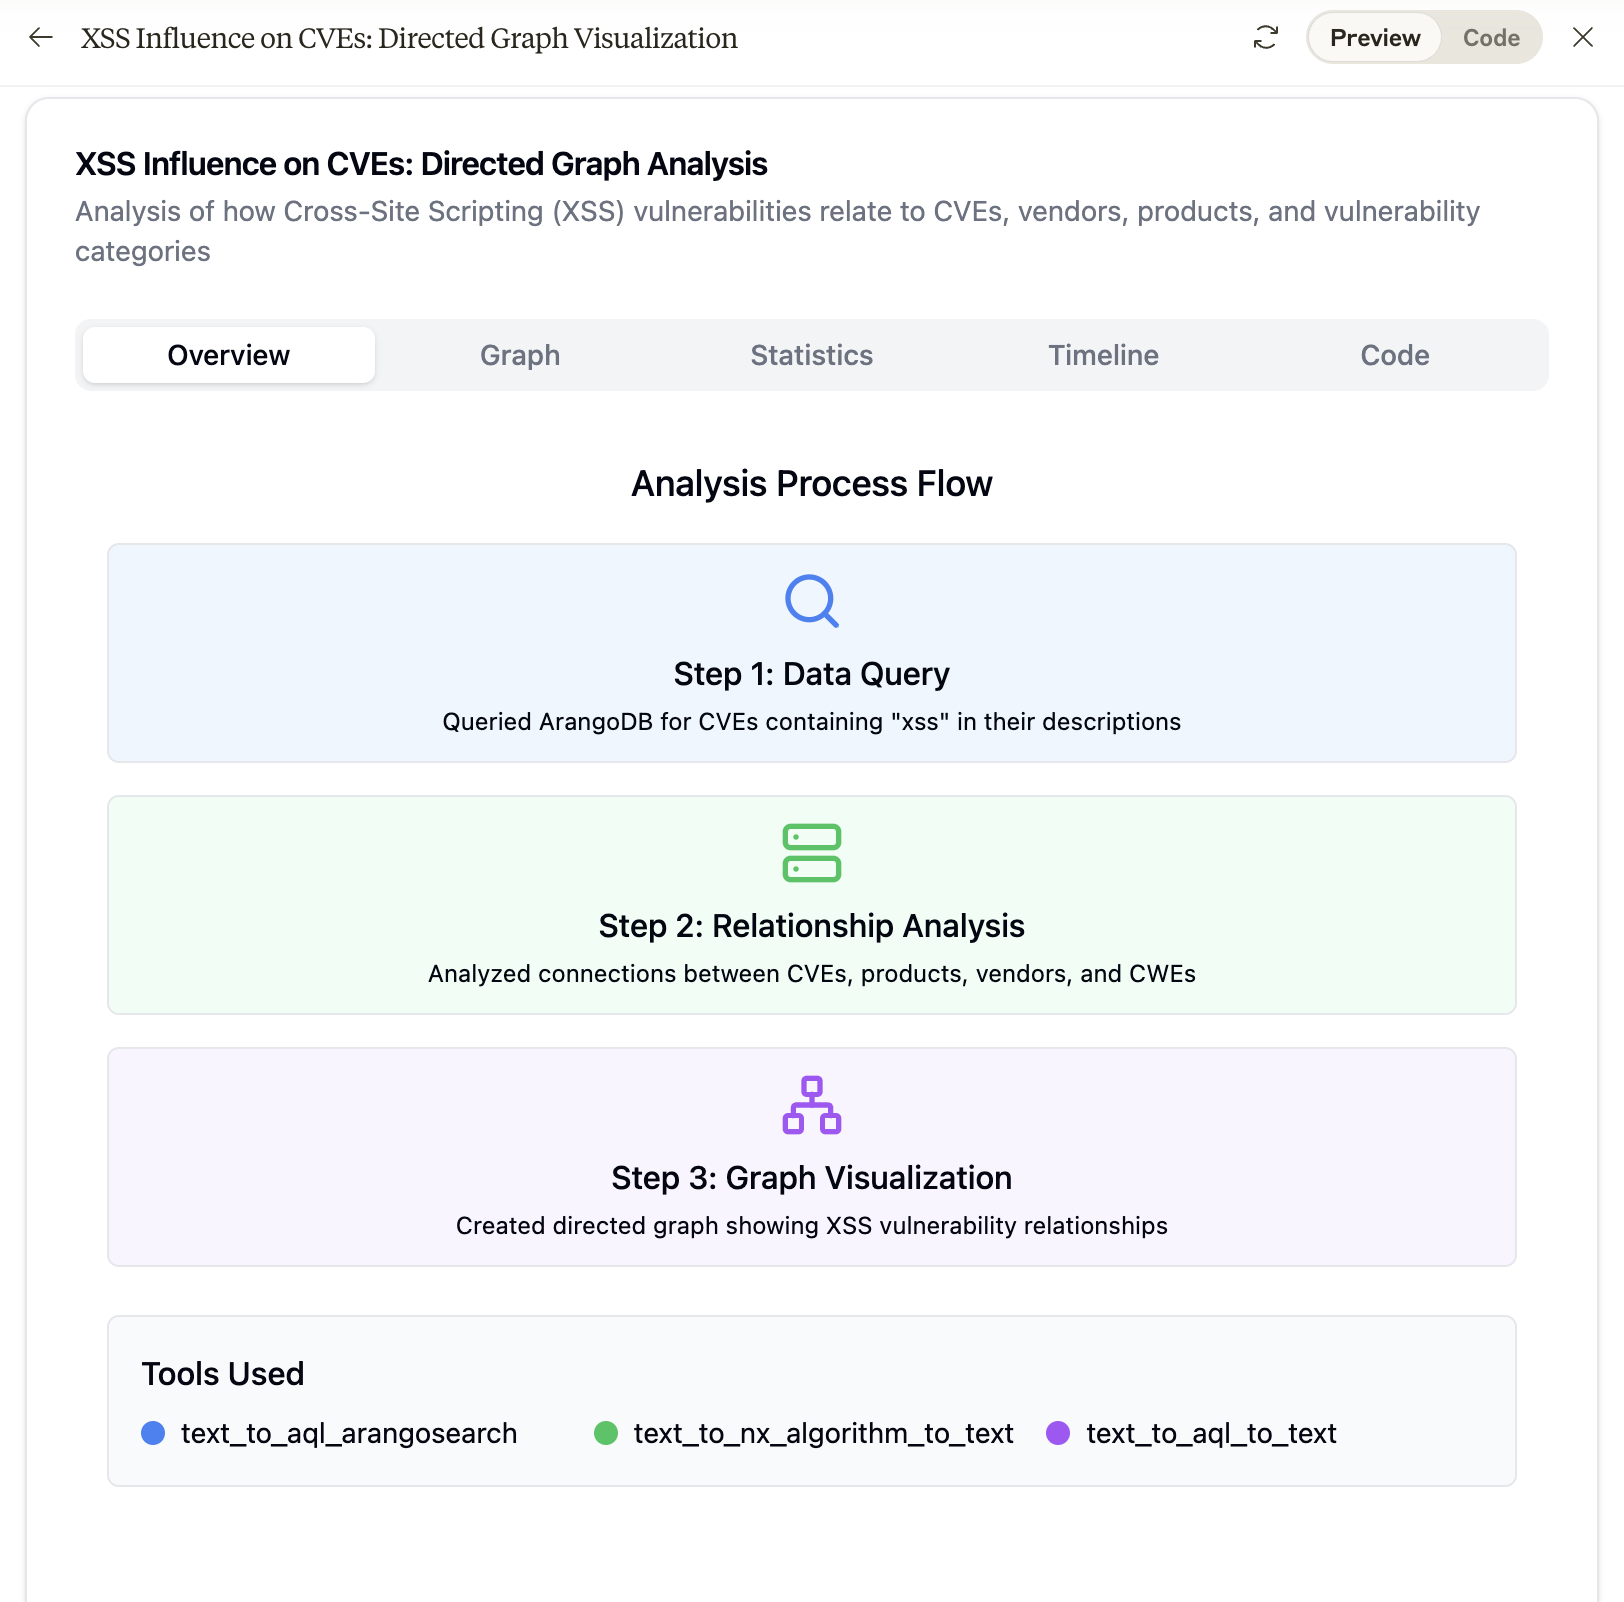 XSS Influence on CVEs: Directed Graph Visualization
Preview
Code
XSS Influence on CVEs: Directed Graph Analysis
Analysis of how Cross-Site Scripting (XSS) vulnerabilities relate to CVEs, vendors, products, and vulnerability
categories
Overview
Graph
Statistics
Timeline
Code
Analysis Process Flow
Step 1: Data Query
Queried ArangoDB for CVEs containing "xss" in their descriptions
Step 2: Relationship Analysis
Analyzed connections between CVEs, products, vendors, and CWEs
Step 3: Graph Visualization
Created directed graph showing XSS vulnerability relationships
Tools Used
text_to_aql_arangosearch
text_to_nx_algorithm_to_text
text_to_aql_to_text